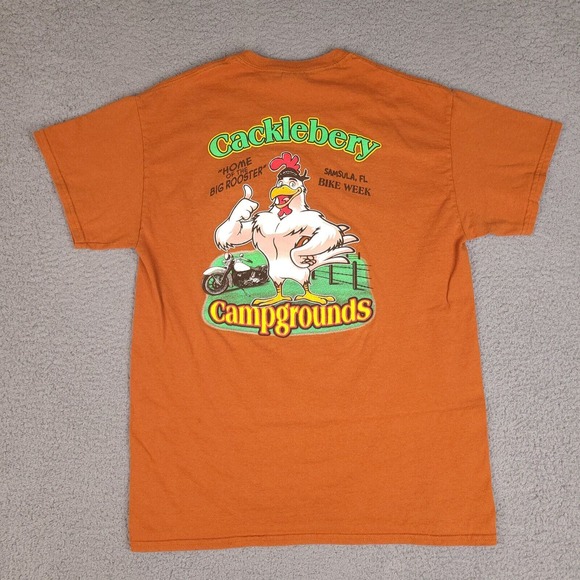 Cacklebery
"HOME
OF THE
BIG ROOSTER"
SAMSULA, FL
BIKE WEEK
Campgrounds